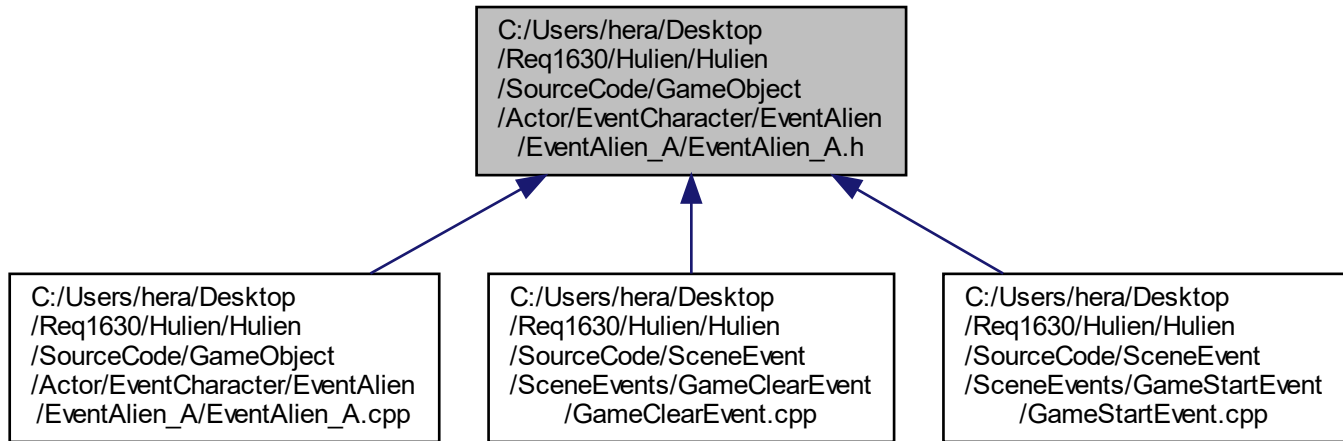 C:/Users/hera/Desktop
/Req1630/Hulien/Hulien
/SourceCode/GameObject
/Actor/EventCharacter/EventAlien
/EventAlien_A/EventAlien_A.h
C:/Users/hera/Desktop
/Req1630/Hulien/Hulien
/SourceCode/GameObject
/Actor/EventCharacter/EventAlien
/EventAlien_A/EventAlien_A.cpp
C:/Users/hera/Desktop
/Req1630/Hulien/Hulien
/SourceCode/SceneEvent
/SceneEvents/GameClearEvent
/GameClearEvent.cpp
C:/Users/hera/Desktop
/Req1630/Hulien/Hulien
/SourceCode/SceneEvent
/SceneEvents/GameStartEvent
/GameStartEvent.cpp